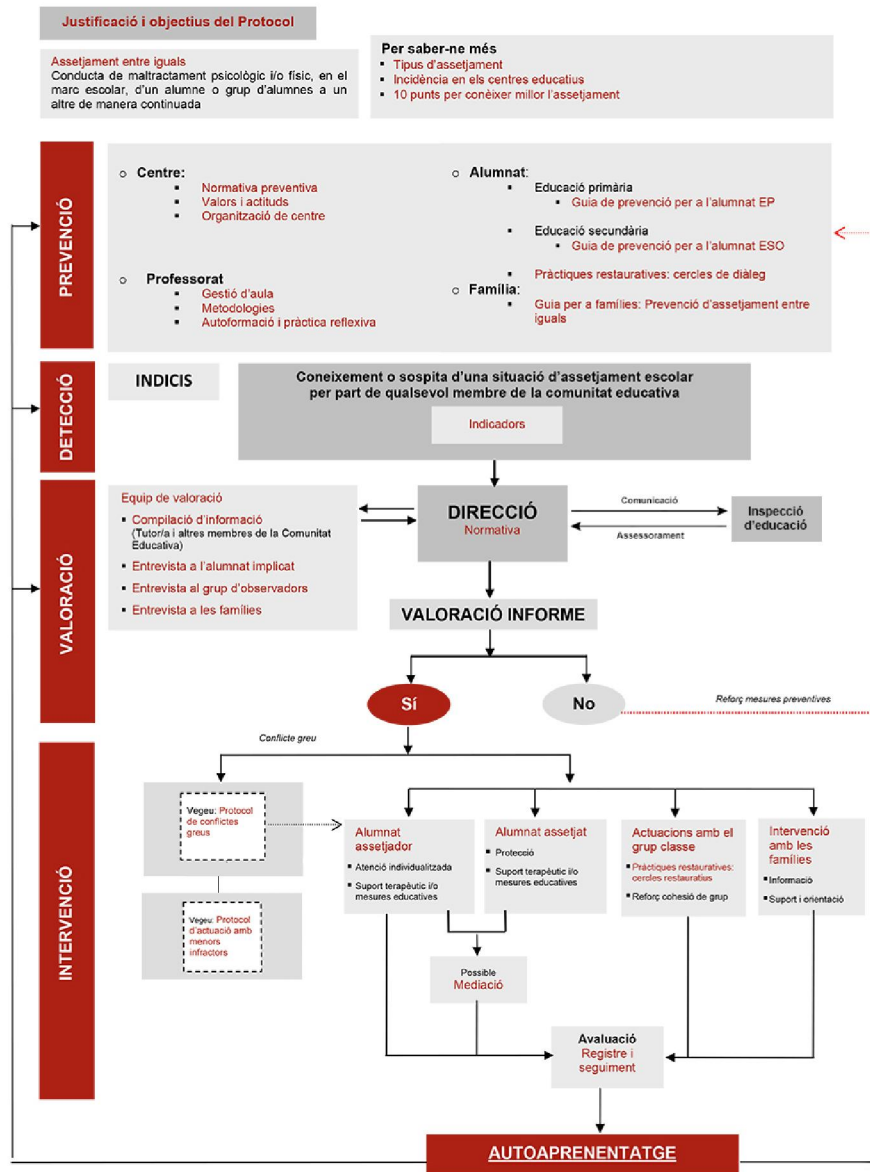 Justificació i objectius del Protocol
Assetjament entre iguals
Conducta de maltractament psicològic i/o físic, en el
marc escolar, d'un alumne o grup d'alumnes a un
altre de manera continuada
Per saber-ne més
▪ Tipus d'assetjament
▪ Incidència en els centres educatius
▪ 10 punts per conèixer millor l'assetjament
PREVENCIÓ
o Centre:
▪ Normativa preventiva
▪ Valors i actituds
▪ Organització de centre
o Professorat
▪ Gestió d'aula
▪ Metodologies
▪ Autoformació i pràctica reflexiva
o Alumnat:
▪ Educació primària
▪ Guia de prevenció per a l'alumnat EP
▪ Educació secundària
▪ Guia de prevenció per a l'alumnat ESO
▪ Pràctiques restauratives: cercles de diàleg
o Família:
▪ Guia per a famílies: Prevenció d'assetjament entre
iguals
DETECCIÓ
INDICIS
Coneixement o sospita d'una situació d'assetjament escolar
per part de qualsevol membre de la comunitat educativa
Indicadors
VALORACIÓ
Equip de valoració
▪ Compilació d'informació
(Tutor/a i altres membres de la Comunitat
Educativa)
▪ Entrevista a l'alumnat implicat
▪ Entrevista al grup d'observadors
▪ Entrevista a les famílies
DIRECCIÓ
Normativa
Comunicació
Assessorament
Inspecció
d'educació
VALORACIÓ INFORME
Sí
No
Reforç mesures preventives
INTERVENCIÓ
Conflicte greu
Vegeu: Protocol
de conflictes
greus
Vegeu: Protocol
d'actuació amb
menors
infractors
Alumnat
assetjador
▪ Atenció individualitzada
▪ Suport terapèutic i/o
mesures educatives
Alumnat assetjat
▪ Protecció
▪ Suport terapèutic i/o
mesures educatives
Actuacions amb el
grup classe
▪ Pràctiques restauratives:
cercles restauratius
▪ Reforç cohesió de grup
Intervenció
amb les
famílies
▪ Informació
▪ Suport i orientació
Possible
Mediació
Avaluació
Registre i
seguiment
AUTOAPRENENTATGE